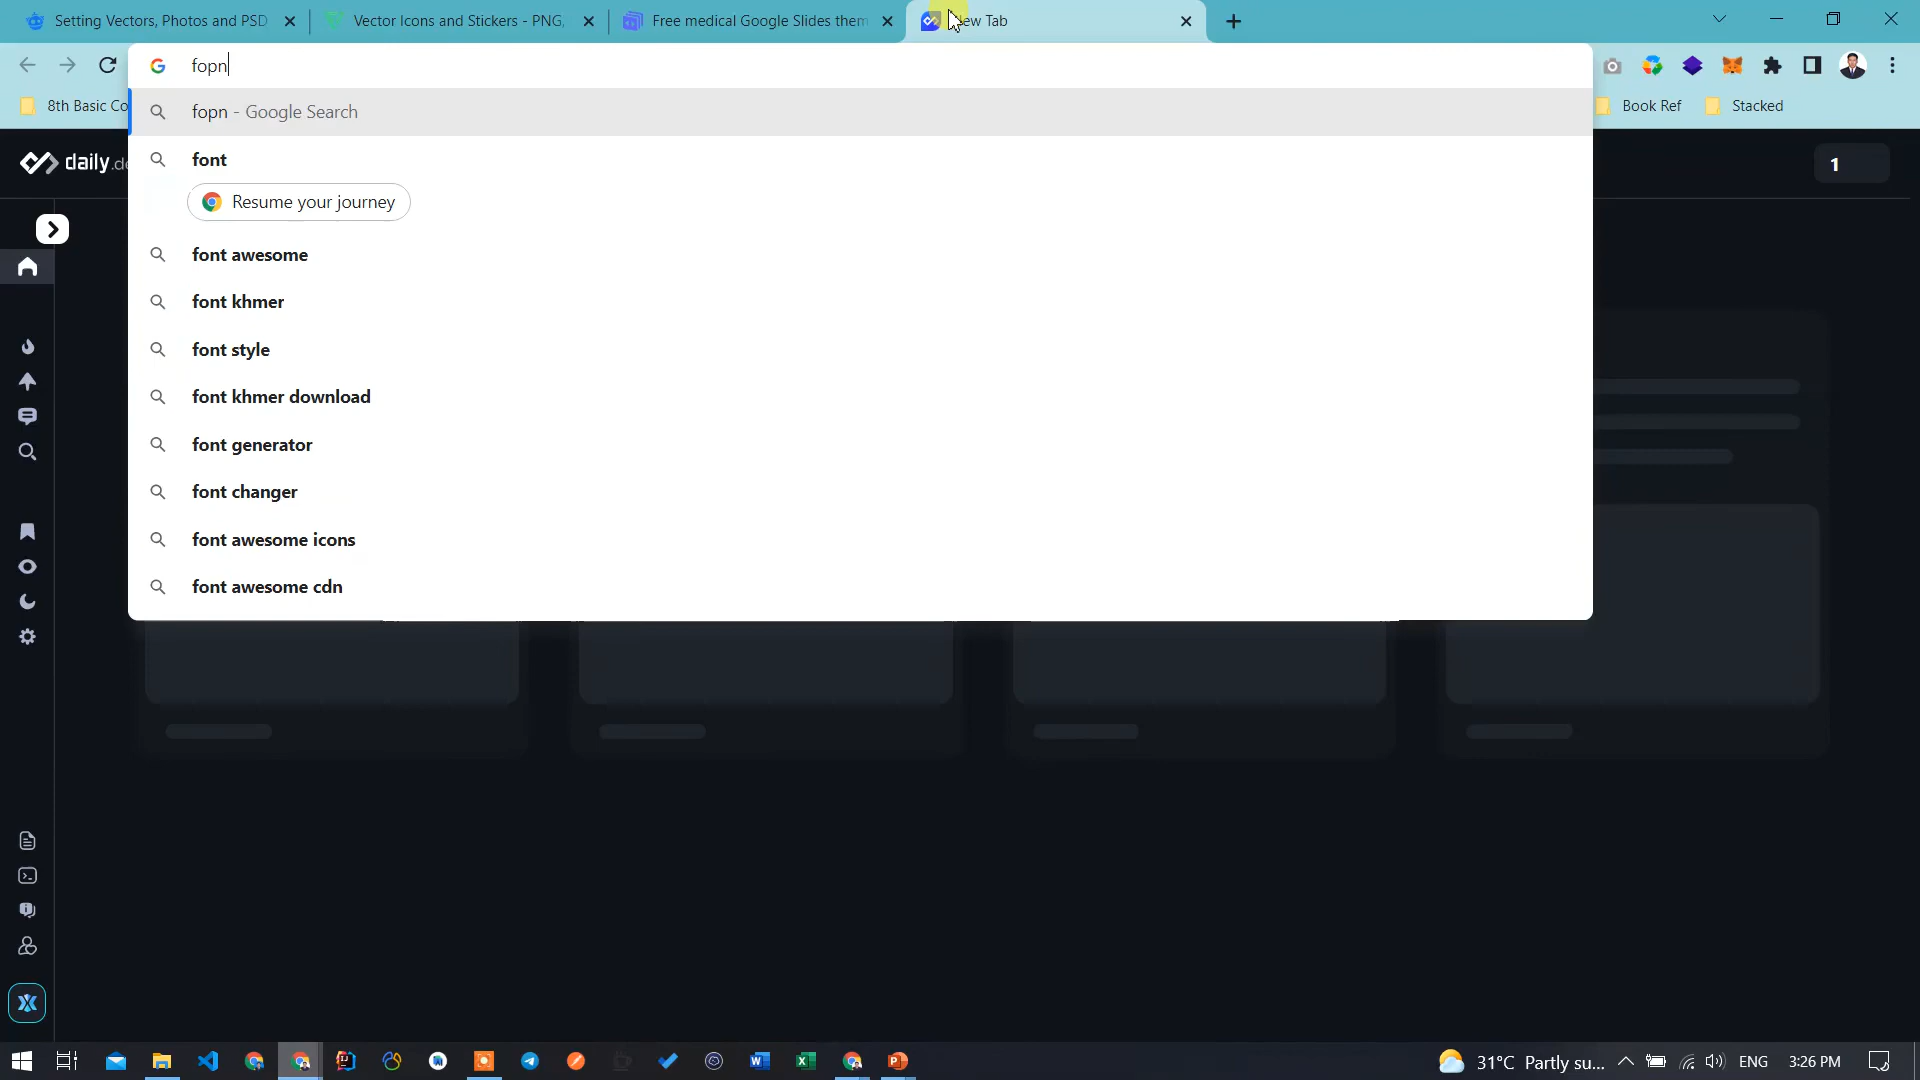 Setting Vectors, Photos and PSD
Vector Icons and Stickers - PNG,
Free medical Google Slides them
New Tab
fopn
8th Basic Co
Book Ref
Stacked
fopn - Google Search
daily.de
1
font
Resume your journey
font awesome
font khmer
font style
font khmer download
font generator
font changer
font awesome icons
font awesome cdn
31°C Partly su...
ENG
3:26 PM